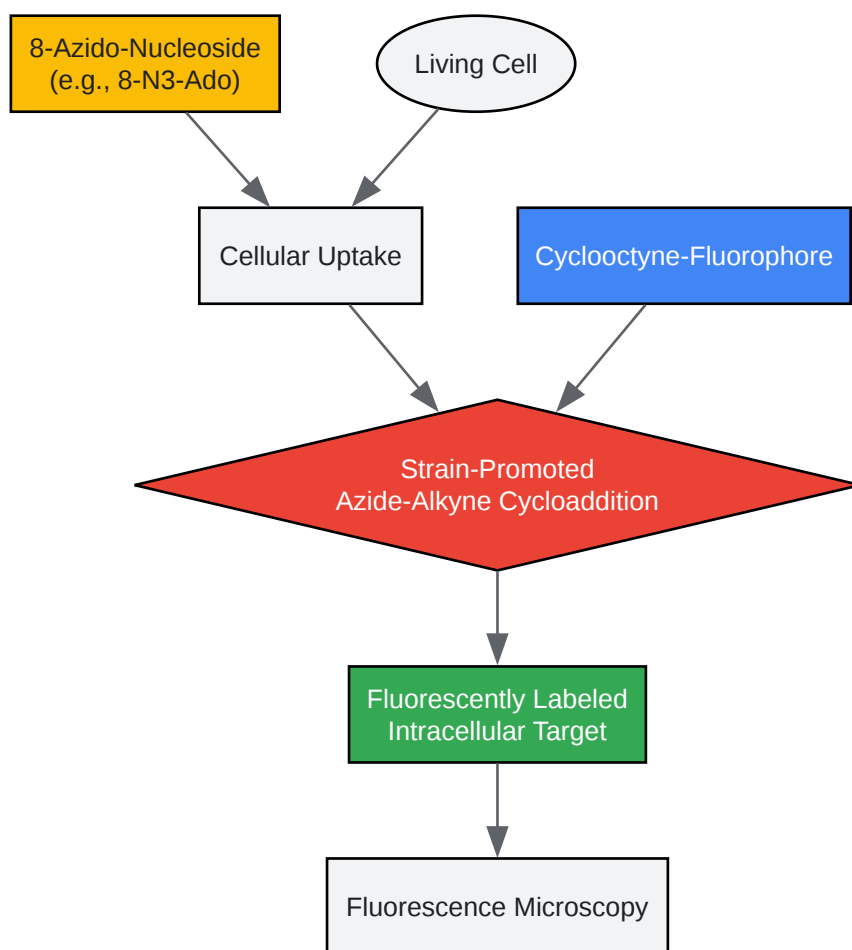 8-Azido-Nucleoside
(e.g., 8-N3-Ado)
Living Cell
Cellular Uptake
Cyclooctyne-Fluorophore
Strain-Promoted
Azide-Alkyne Cycloaddition
Fluorescently Labeled
Intracellular Target
Fluorescence Microscopy